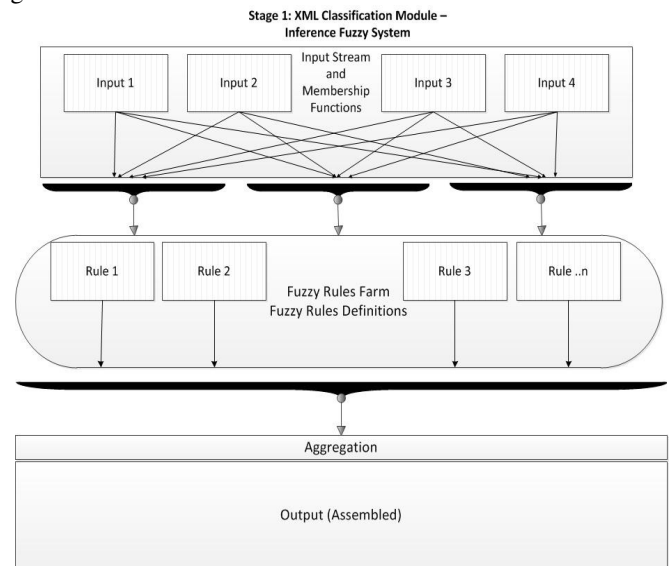 g
Stage 1: XML Classification Module –
Inference Fuzzy System
Input 1
Input 2
Input Stream
and
Membership
Functions
Input 3
Input 4
Rule 1
Rule 2
Fuzzy Rules Farm
Fuzzy Rules Definitions
Rule 3
Rule ..n
Aggregation
Output (Assembled)